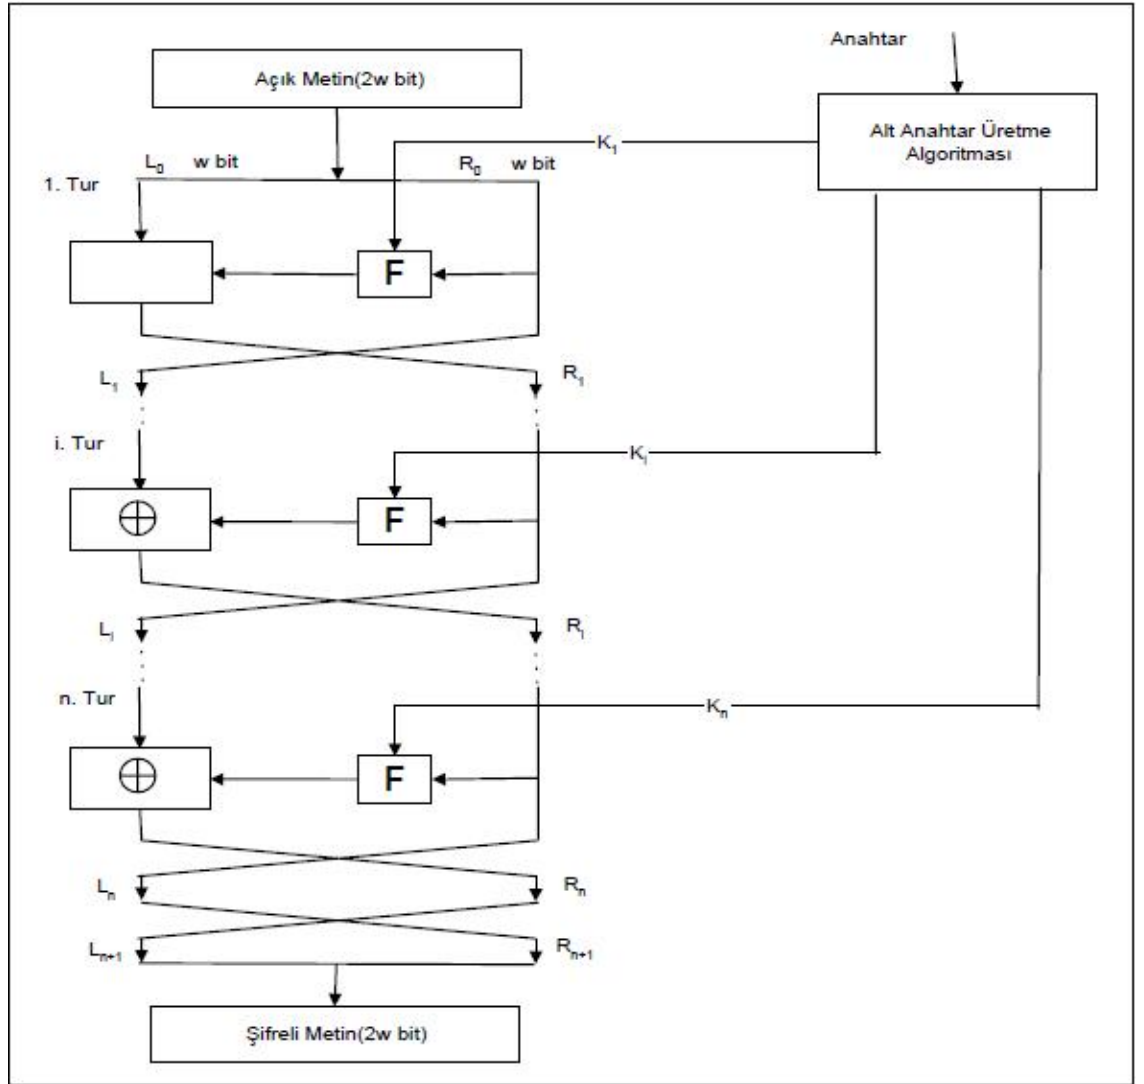 Anahtar
Açık Metin(2w bit)
Alt Anahtar Üretme
Algoritması
K₁
L₀ w bit R₀ w bit
1. Tur
F
L₁ R₁
i. Tur
Kᵢ
⊕ F
Lᵢ Rᵢ
n. Tur
Kₙ
⊕ F
Lₙ Rₙ
Lₙ₊₁ Rₙ₊₁
Şifreli Metin(2w bit)